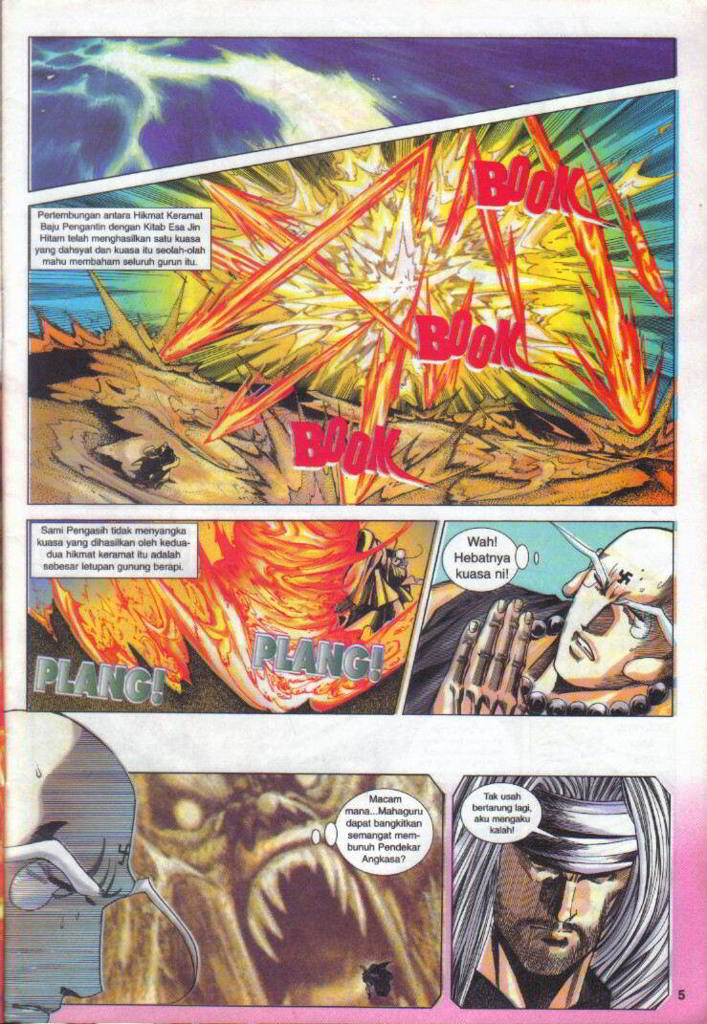 Pertembungan antara Hikmat Keramat
Baju Pengantin dengan Kitab Esa Jin
Hitam telah menghasilkan satu kuasa
yang dahsyat dan kuasa itu seolah-olah
mahu membaham seluruh gurun itu.
BOOM
BOOM
BOOM
Sami Pengasih tidak menyangka
kuasa yang dihasilkan oleh kedua-
dua hikmat keramat itu adalah
sebesar letupan gunung berapi.
PLANG!
PLANG!
Wah!
Hebatnya
kuasa ni!
Macam
mana...Mahaguru
dapat bangkitkan
semangat mem-
bunuh Pendekar
Angkasa?
Tak usah
bertarung lagi,
aku mengaku
kalah!
5